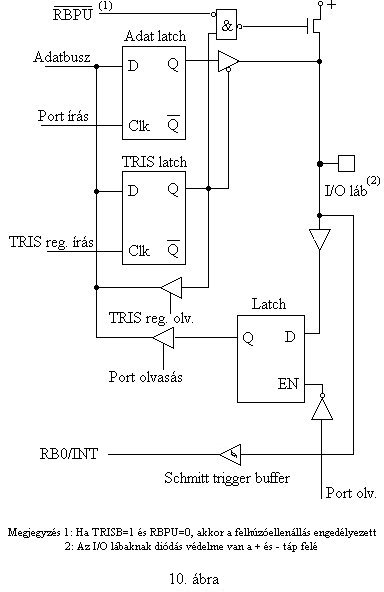 RBPU (1)
+
&
Adat latch
Adatbusz
D Q
Port írás
Clk Q
TRIS latch
D Q
I/O láb (2)
TRIS reg. írás
Clk Q
TRIS reg. olv.
Latch
Q D
Port olvasás
EN
RB0/INT
Schmitt trigger buffer
Port olv.
Megjegyzés 1: Ha TRISB=1 és RBPU=0, akkor a felhúzóellenállás engedélyezett
2: Az I/O lábaknak diódás védelme van a + és - táp felé
10. ábra